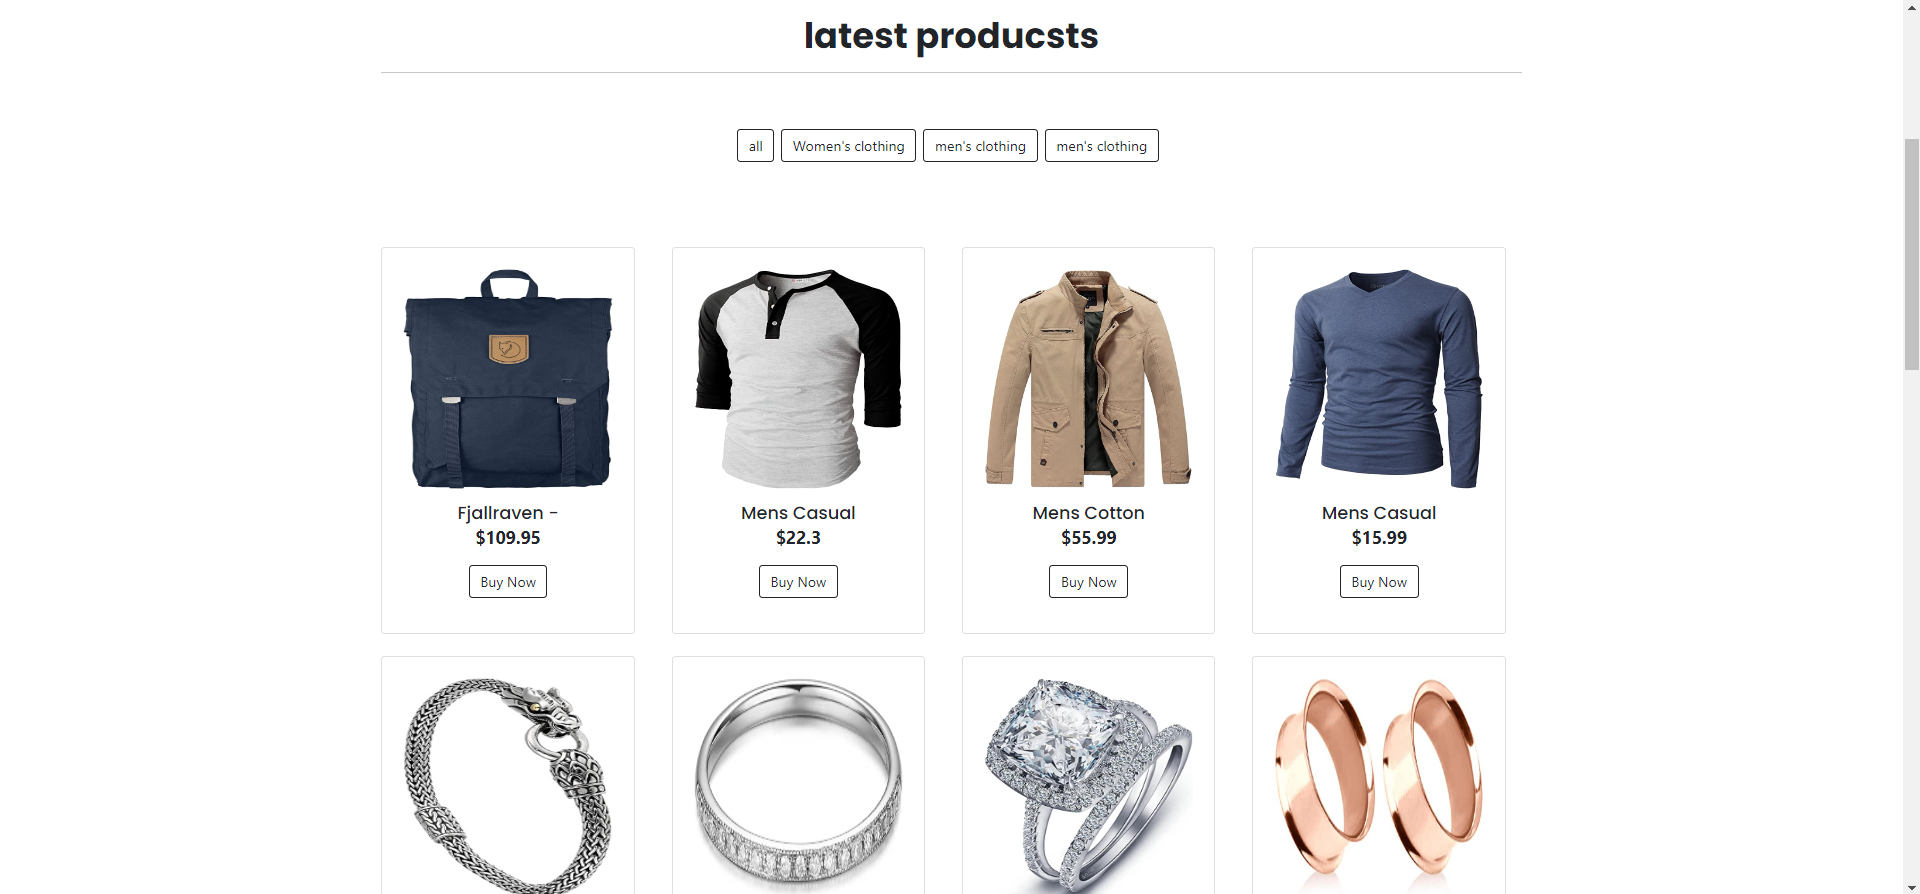 latest producsts
all Women's clothing men's clothing men's clothing
Fjallraven - Mens Casual Mens Cotton Mens Casual
$109.95 $22.3 $55.99 $15.99
Buy Now Buy Now Buy Now Buy Now